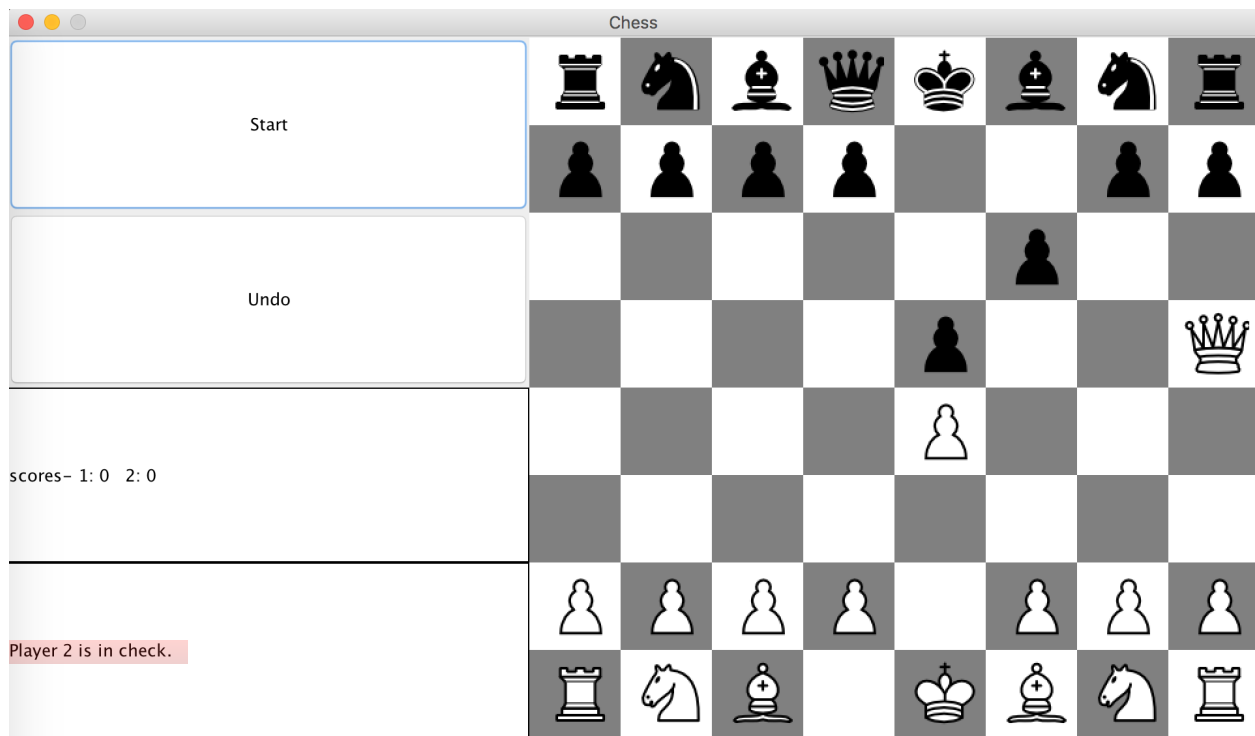 Chess
Start
Undo
scores- 1: 0   2: 0
Player 2 is in check.